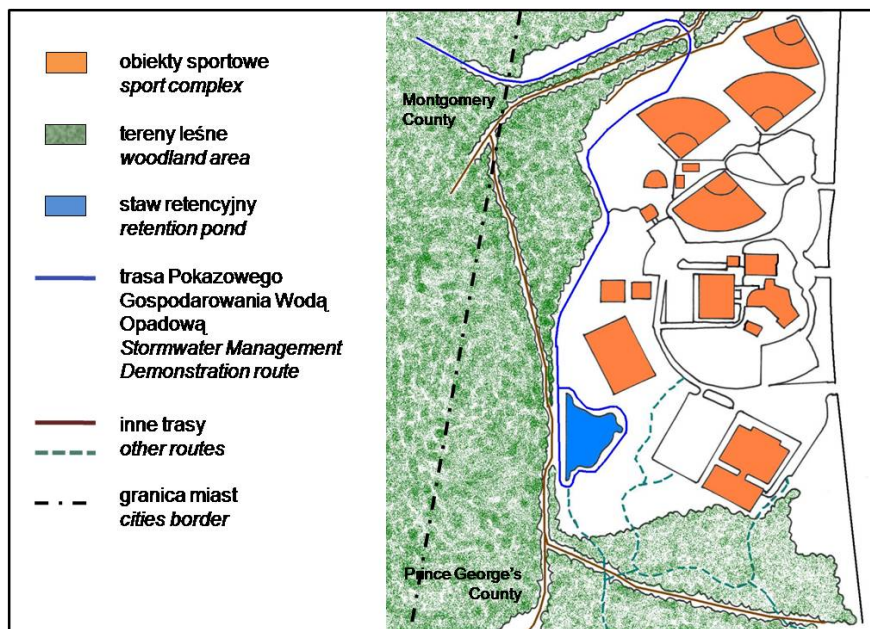 obiekty sportowe
sport complex
tereny leśne
woodland area
staw retencyjny
retention pond
trasa Pokazowego
Gospodarowania Wodą
Opadową
Stormwater Management
Demonstration route
inne trasy
other routes
granica miast
cities border
Montgomery
County
Prince George's
County